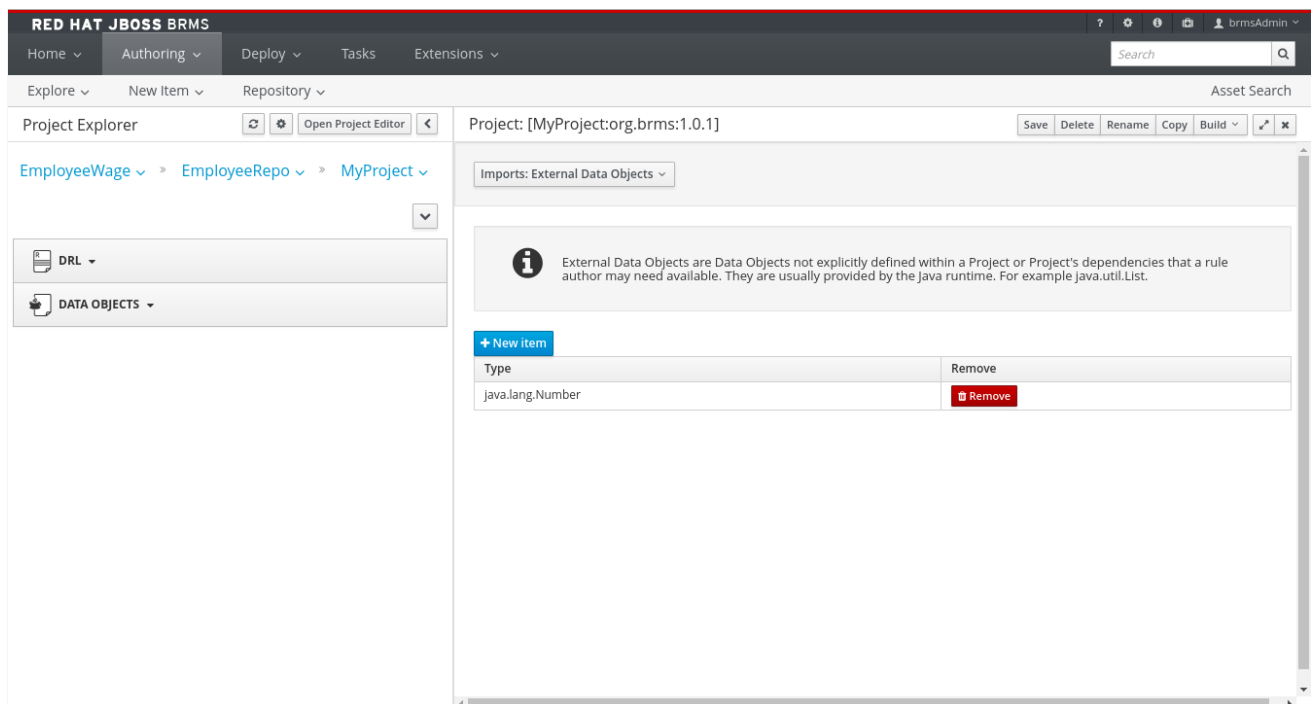 RED HAT JBOSS BRMS
? brmsAdmin
Home Authoring Deploy Tasks Extensions Search
Explore New Item Repository Asset Search
Project Explorer Open Project Editor Project: [MyProject:org.brms:1.0.1] Save Delete Rename Copy Build
EmployeeWage » EmployeeRepo » MyProject
Imports: External Data Objects
DRL
DATA OBJECTS
External Data Objects are Data Objects not explicitly defined within a Project or Project's dependencies that a rule
author may need available. They are usually provided by the Java runtime. For example java.util.List.
+ New item
Type Remove
java.lang.Number Remove